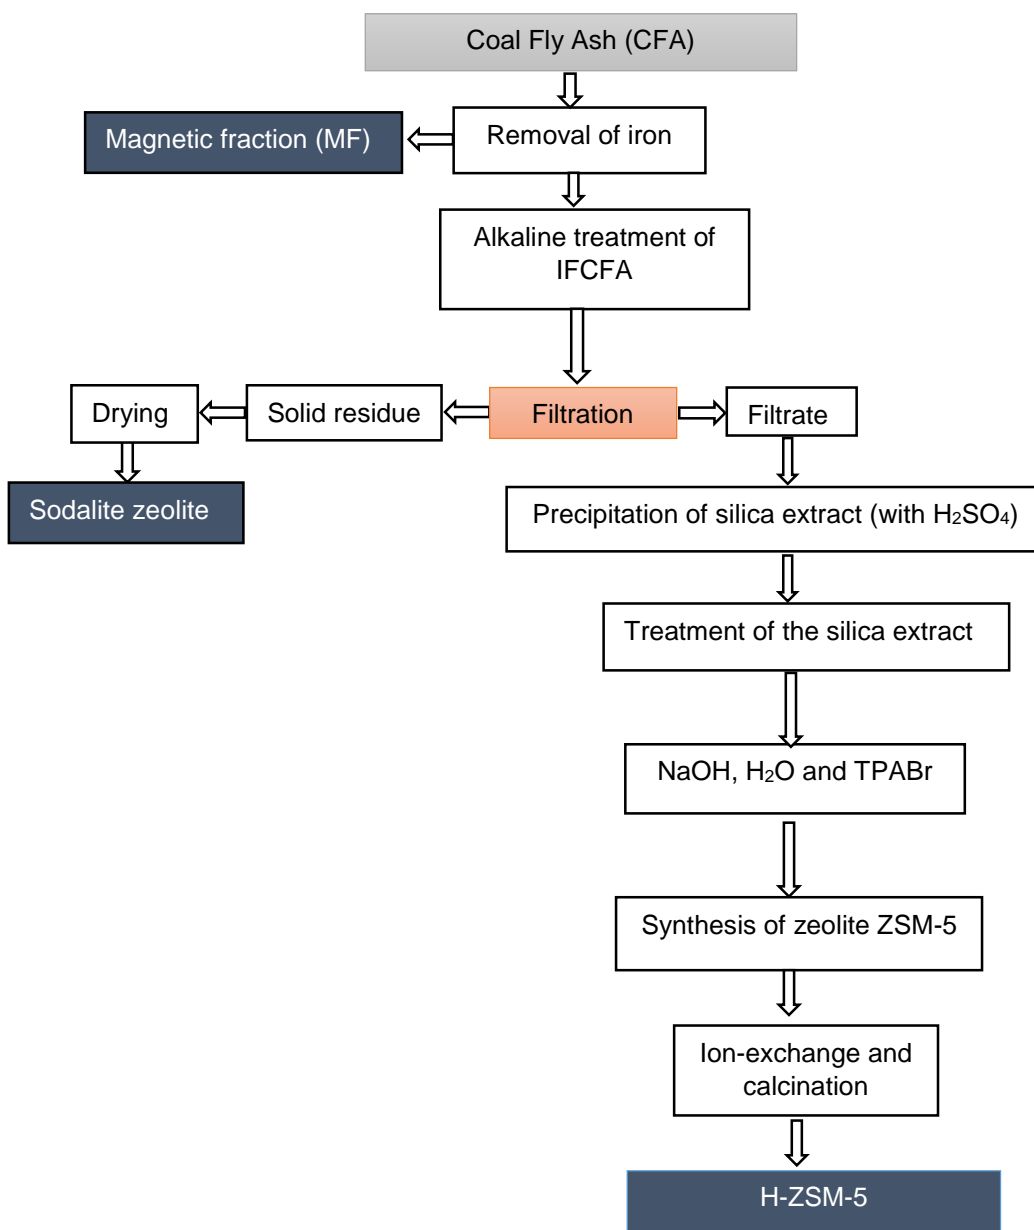 Coal Fly Ash (CFA)
Magnetic fraction (MF)
Removal of iron
Alkaline treatment of
IFCFA
Drying
Solid residue
Filtration
Filtrate
Sodalite zeolite
Precipitation of silica extract (with H₂SO₄)
Treatment of the silica extract
NaOH, H₂O and TPABr
Synthesis of zeolite ZSM-5
Ion-exchange and
calcination
H-ZSM-5